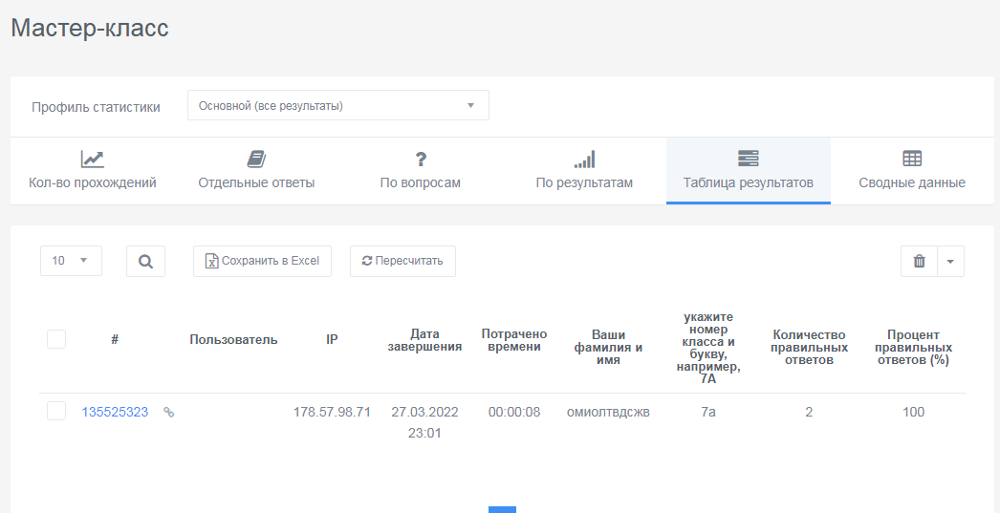 Мастер-класс
Профиль статистики
Основной (все результаты)
Кол-во прохождений
Отдельные ответы
По вопросам
По результатам
Таблица результатов
Сводные данные
10
Сохранить в Excel
Пересчитать
#
Пользователь
IP
Дата
завершения
Потрачено
времени
Ваши
фамилия и
имя
укажите
номер
класса и
букву,
например,
7А
Количество
правильных
ответов
Процент
правильных
ответов (%)
135525323
178.57.98.71
27.03.2022
23:01
00:00:08
омиолтвдсжв
7а
2
100